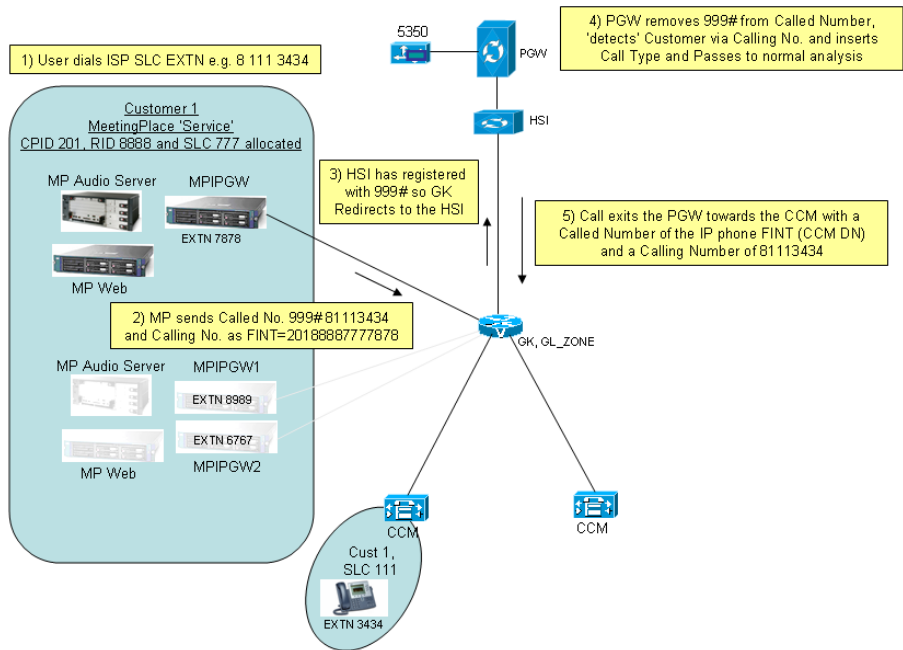 5350
PGW
4) PGW removes 999# from Called Number,
'detects' Customer via Calling No. and inserts
Call Type and Passes to normal analysis
1) User dials ISP SLC EXTN e.g. 8 111 3434
HSI
Customer 1
MeetingPlace 'Service'
CPID 201, RID 8888 and SLC 777 allocated
MP Audio Server
MPIPGW
EXTN 7878
MP Web
3) HSI has registered
with 999# so GK
Redirects to the HSI
5) Call exits the PGW towards the CCM with a
Called Number of the IP phone FINT (CCM DN)
and a Calling Number of 81113434
2) MP sends Called No. 999# 81113434
and Calling No. as FINT=20188887777878
GK, GL_ZONE
MP Audio Server
MPIPGW1
EXTN 8989
EXTN 6767
MP Web
MPIPGW2
CCM
CCM
Cust 1,
SLC 111
EXTN 3434